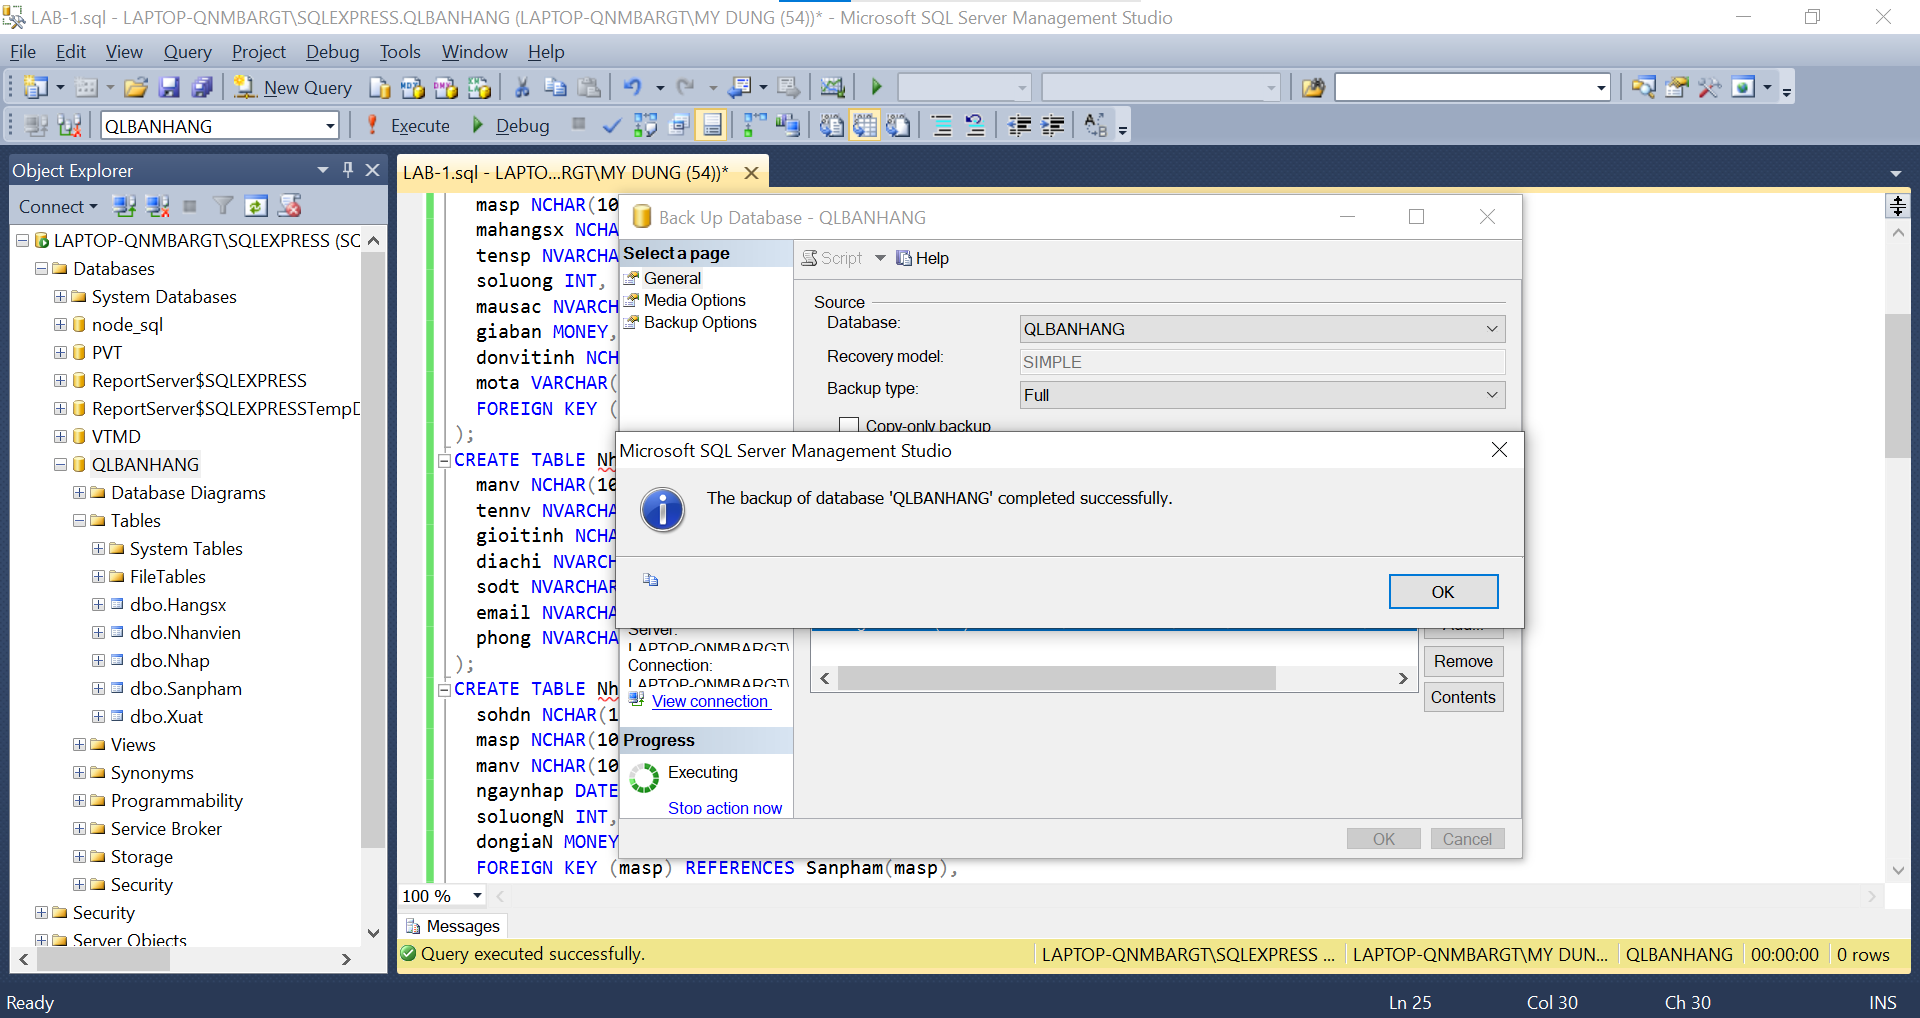 LAB-1.sql - LAPTOP-QNMBARGT\SQLEXPRESS.QLBANHANG (LAPTOP-QNMBARGT\MY DUNG (54))* - Microsoft SQL Server Management Studio
File Edit View Query Project Debug Tools Window Help
New Query
QLBANHANG
Execute Debug
Object Explorer
Connect
LAPTOP-QNMBARGT\SQLEXPRESS (SC
Databases
System Databases
node_sql
PVT
ReportServer$SQLEXPRESS
ReportServer$SQLEXPRESSTempD
VTMD
QLBANHANG
Database Diagrams
Tables
System Tables
FileTables
dbo.Hangsx
dbo.Nhanvien
dbo.Nhap
dbo.Sanpham
dbo.Xuat
Views
Synonyms
Programmability
Service Broker
Storage
Security
Security
Server Objects
LAB-1.sql - LAPTO...RGT\MY DUNG (54))*
masp NCHAR(10
mahangsx NCHA
tensp NVARCHA
soluong INT,
mausac NVARCH
giaban MONEY,
donvitinh NCH
mota VARCHAR(
FOREIGN KEY (
);
CREATE TABLE Nh
manv NCHAR(10
tennv NVARCHA
gioitinh NCHA
diachi NVARCH
sodt NVARCHAR
email NVARCHA
phong NVARCHA
);
CREATE TABLE Nh
sohdn NCHAR(1
masp NCHAR(10
manv NCHAR(10
ngaynhap DATE
soluongN INT,
dongiaN MONEY
FOREIGN KEY (masp) REFERENCES Sanpham(masp),
Back Up Database - QLBANHANG
Select a page
General
Media Options
Backup Options
Script Help
Source
Database: QLBANHANG
Recovery model: SIMPLE
Backup type: Full
Copy-only backup
Microsoft SQL Server Management Studio
The backup of database 'QLBANHANG' completed successfully.
OK
Server:
LAPTOP-QNMBARGT\
Connection:
LAPTOP-QNMBARGT\
View connection
Progress
Executing
Stop action now
Add...
Remove
Contents
OK Cancel
100 %
Messages
Query executed successfully. LAPTOP-QNMBARGT\SQLEXPRESS ... LAPTOP-QNMBARGT\MY DUN... QLBANHANG 00:00:00 0 rows
Ready Ln 25 Col 30 Ch 30 INS